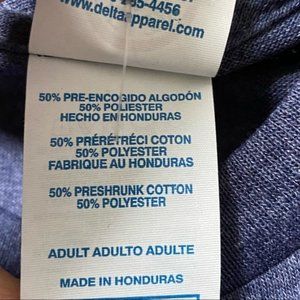 -4456
www.deltaapparel.com
50% PRE-ENCOGIDO ALGODÓN
50% POLIESTER
HECHO EN HONDURAS
50% PRÉRÉTRÉCI COTON
50% POLYESTER
FABRIQUE AU HONDURAS
50% PRESHRUNK COTTON
50% POLYESTER
ADULT ADULTO ADULTE
MADE IN HONDURAS